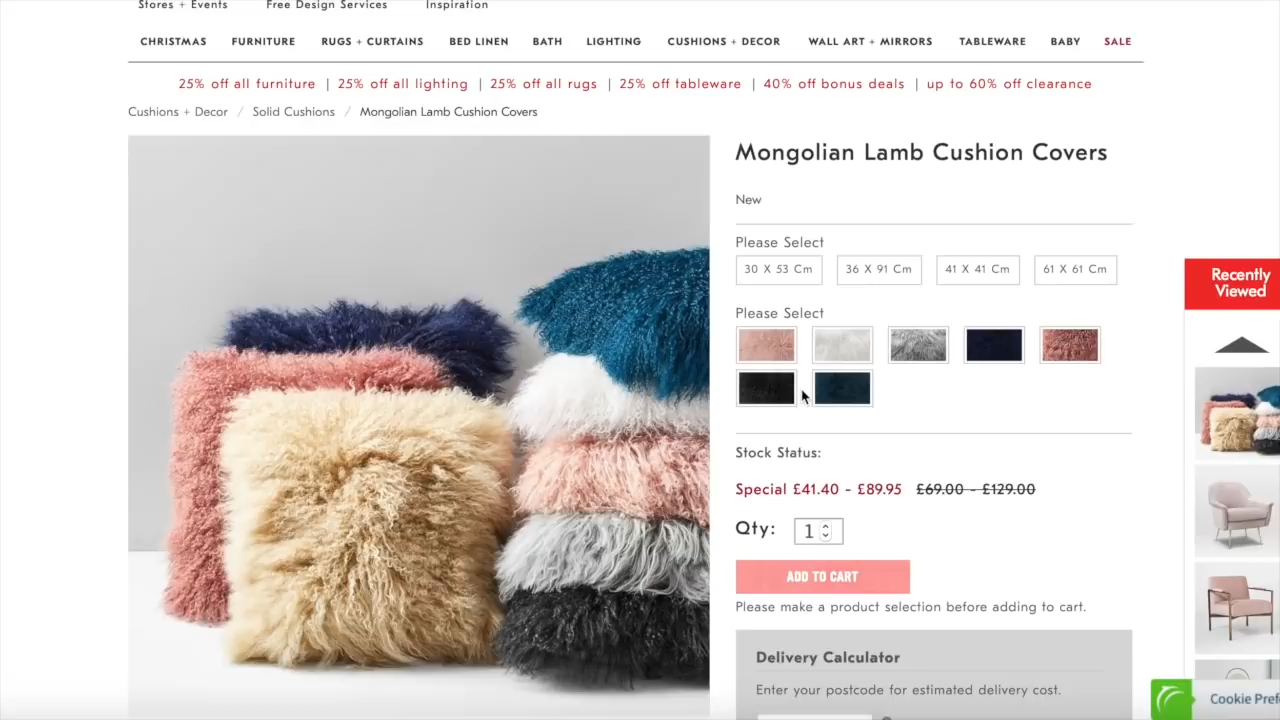 Stores + Events Free Design Services Inspiration
CHRISTMAS FURNITURE RUGS + CURTAINS BED LINEN BATH LIGHTING CUSHIONS + DECOR WALL ART + MIRRORS TABLEWARE BABY SALE
25% off all furniture | 25% off all lighting | 25% off all rugs | 25% off tableware | 40% off bonus deals | up to 60% off clearance
Cushions + Decor / Solid Cushions / Mongolian Lamb Cushion Covers
Mongolian Lamb Cushion Covers
New
Please Select
30 X 53 Cm 36 X 91 Cm 41 X 41 Cm 61 X 61 Cm
Please Select
Stock Status:
Special £41.40 - £89.95 £69.00 - £129.00
Qty: 1
ADD TO CART
Please make a product selection before adding to cart.
Delivery Calculator
Enter your postcode for estimated delivery cost.
Recently
Viewed
Cookie Pref